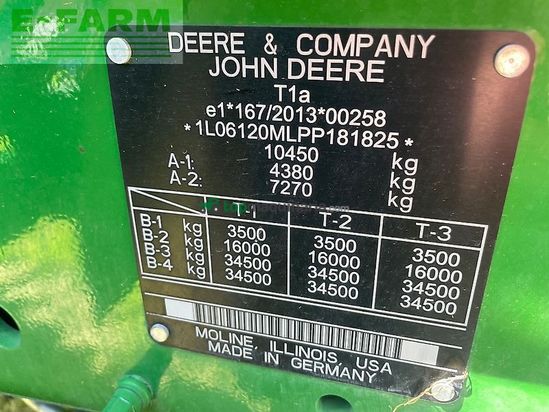 E-FARM
DEERE & COMPANY
JOHN DEERE
T1a
e1*167/2013*00258
*1L06120MLPP181825*
10450 kg
A-1: 4380 kg
A-2: 7270 kg
T-1 T-2 T-3
B-1 kg 3500 3500 3500
B-2 kg 16000 16000 16000
B-3 kg 34500 34500 34500
B-4 kg 34500 34500 34500
MOLINE, ILLINOIS, USA
MADE IN GERMANY